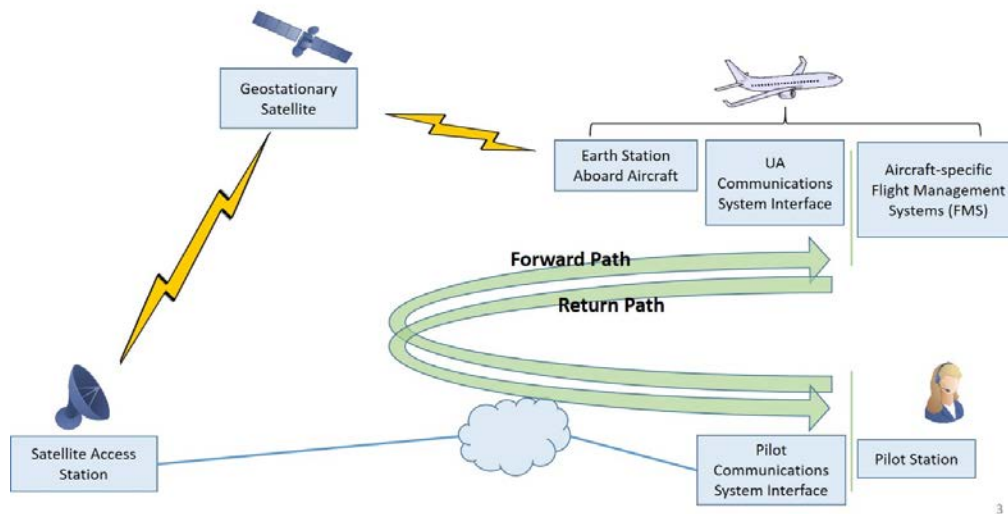 Geostationary
Satellite
Earth Station
Aboard Aircraft
UA
Communications
System Interface
Aircraft-specific
Flight Management
Systems (FMS)
Forward Path
Return Path
Satellite Access
Station
Pilot
Communications
System Interface
Pilot Station
3